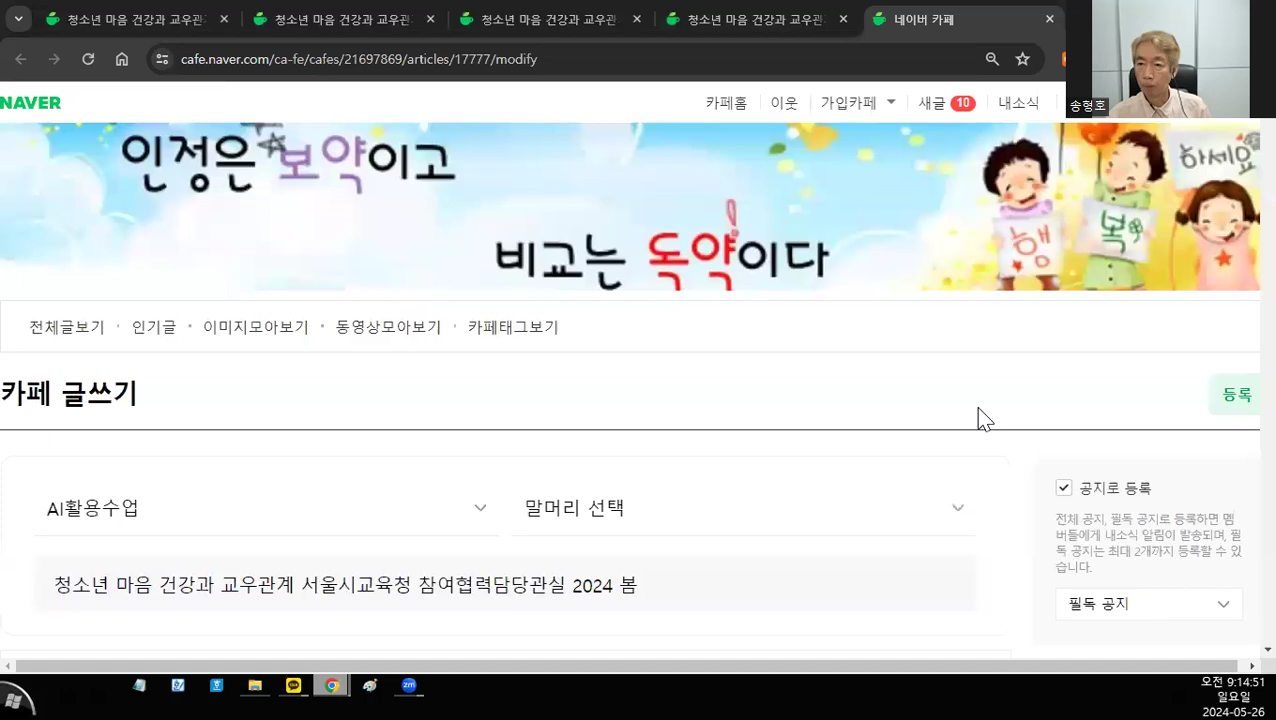 청소년 마음 건강과 교우관
청소년 마음 건강과 교우관
청소년 마음 건강과 교우관
청소년 마음 건강과 교우관
네이버 카페
cafe.naver.com/ca-fe/cafes/21697869/articles/17777/modify
송형호
NAVER
카페홈
이웃
가입카페
새글 10
내소식
인정은 보약이고
비교는 독약이다
하세요
행
복
전체글보기
인기글
이미지모아보기
동영상모아보기
카페태그보기
카페 글쓰기
등록
AI활용수업
말머리 선택
공지로 등록
전체 공지, 필독 공지로 등록하면 멤
버들에게 내소식 알림이 발송되며, 필
독 공지는 최대 2개까지 등록할 수 있
습니다.
청소년 마음 건강과 교우관계 서울시교육청 참여협력담당관실 2024 봄
필독 공지
zm
오전 9:14:51
일요일
2024-05-26